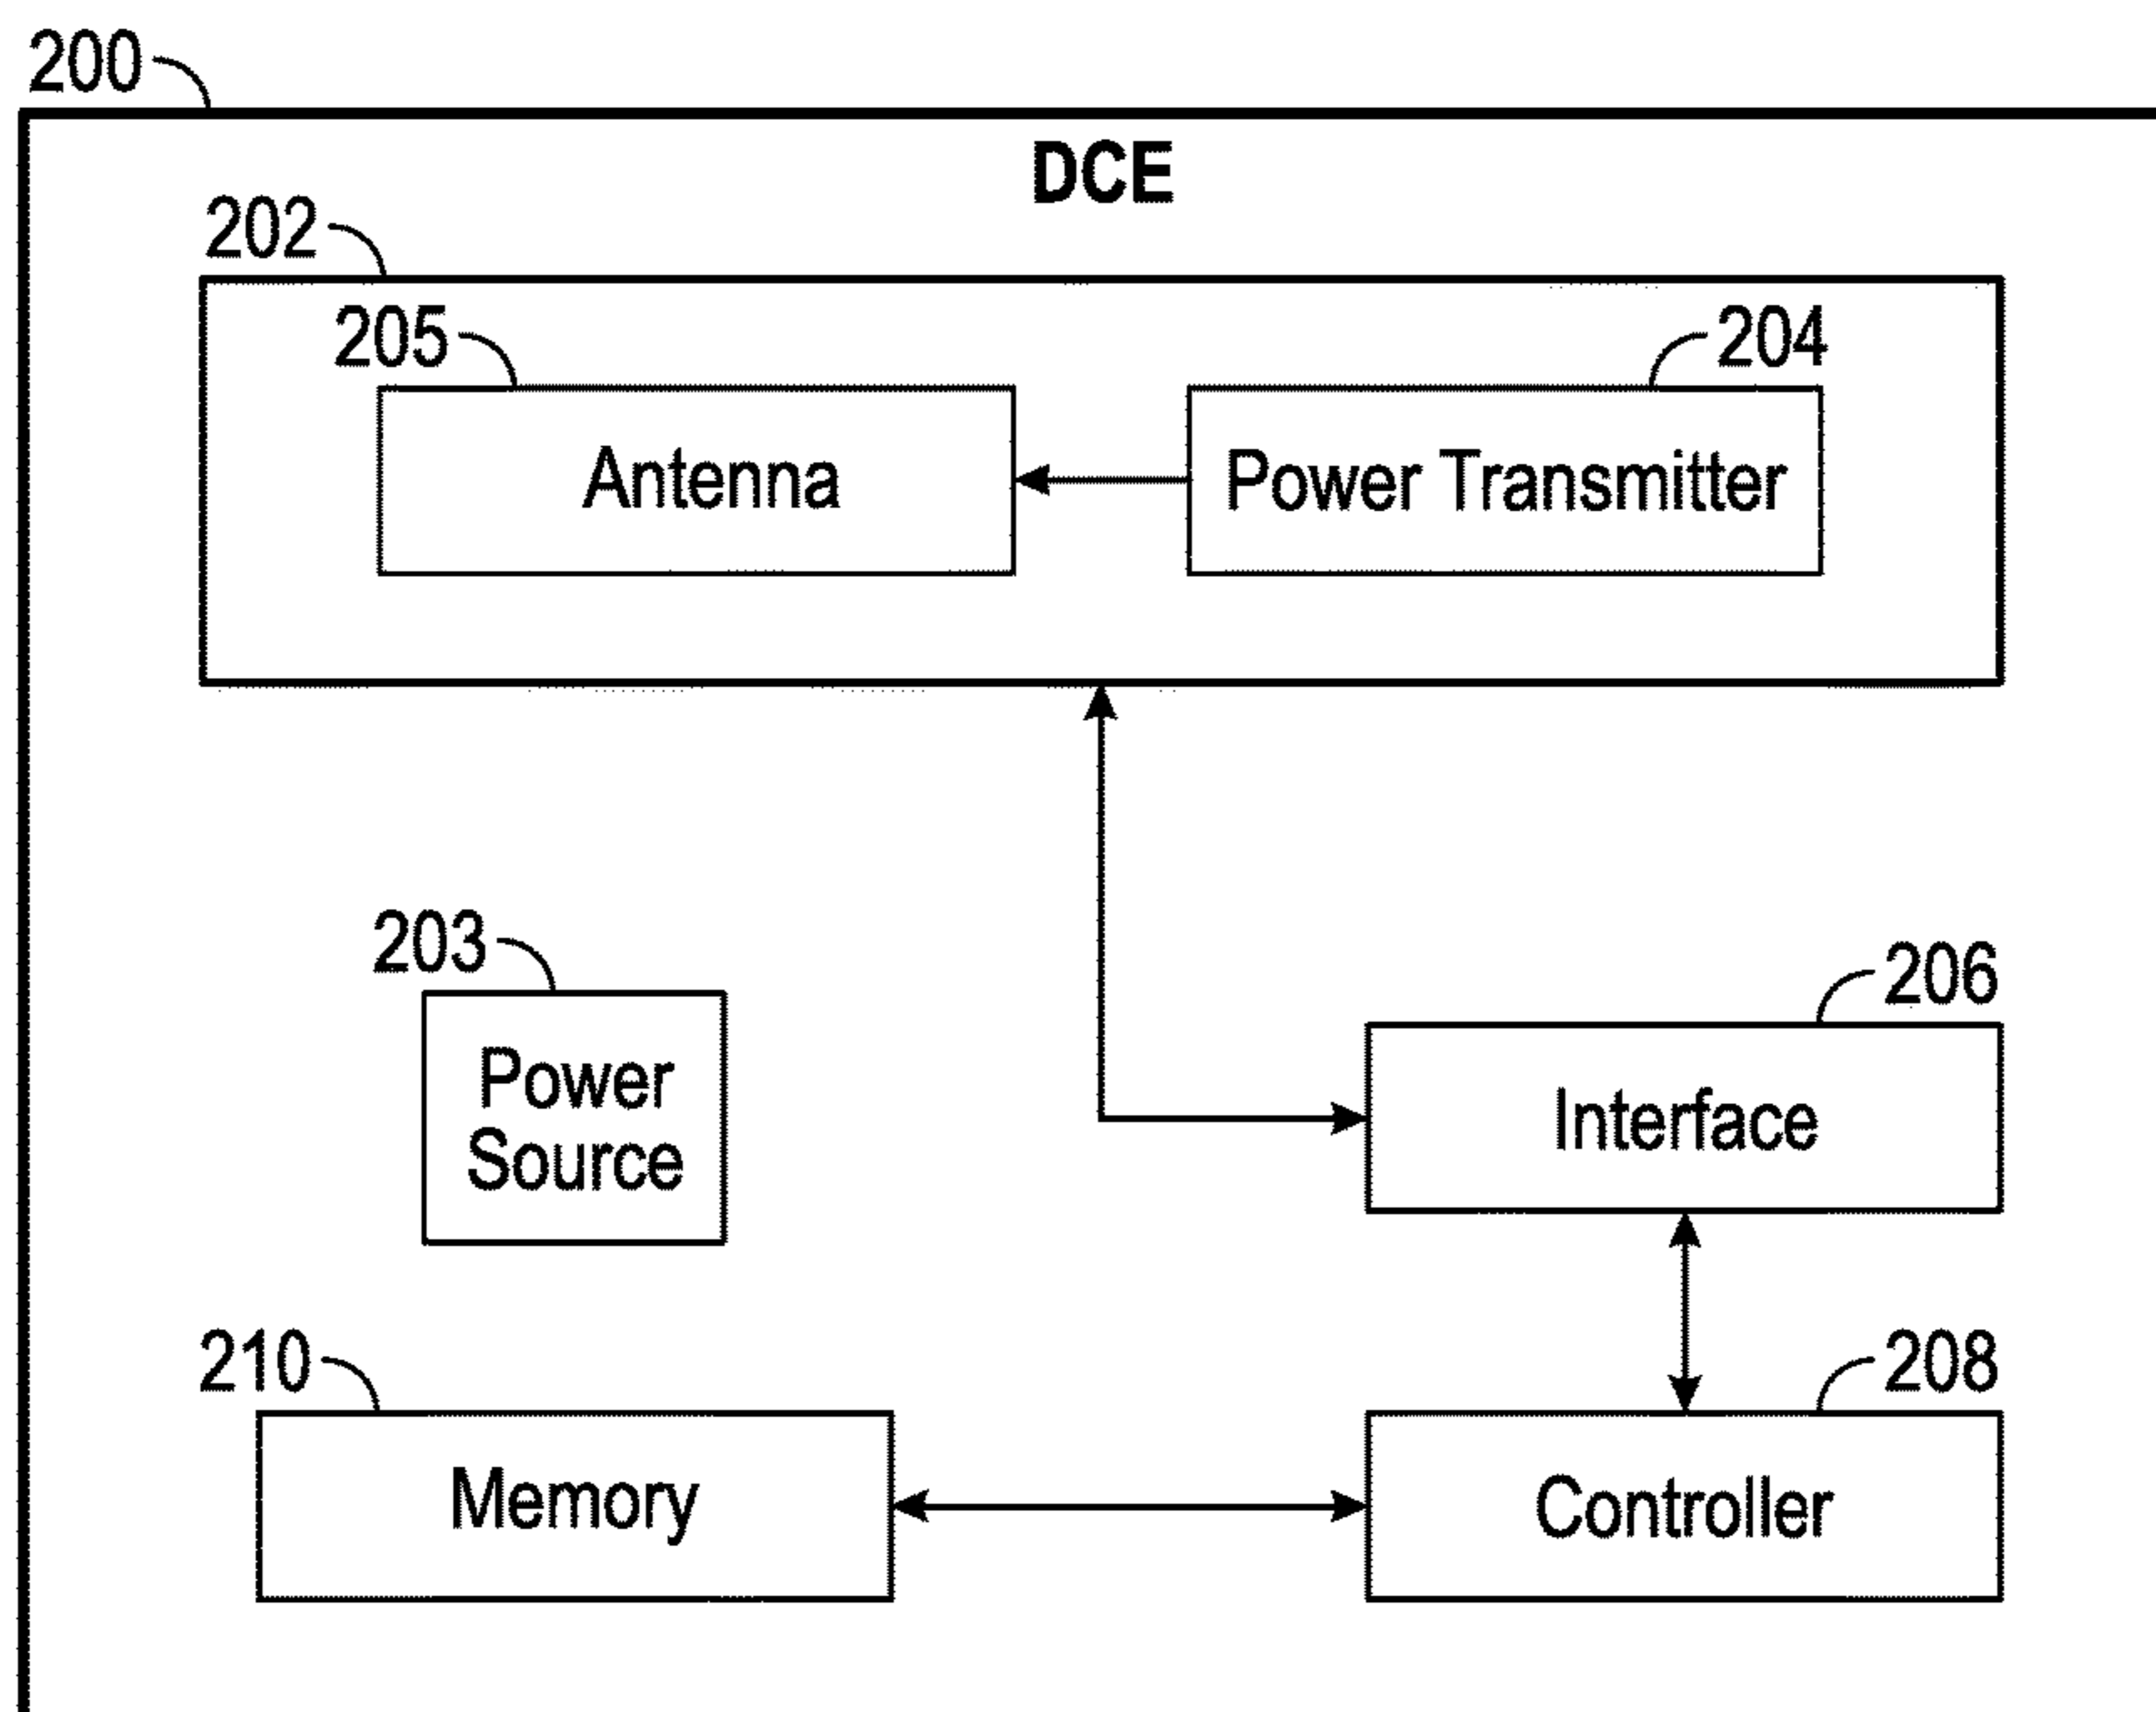 200
DCE
202
205
204
Antenna
Power Transmitter
203
206
Power
Source
Interface
210
208
Memory
Controller